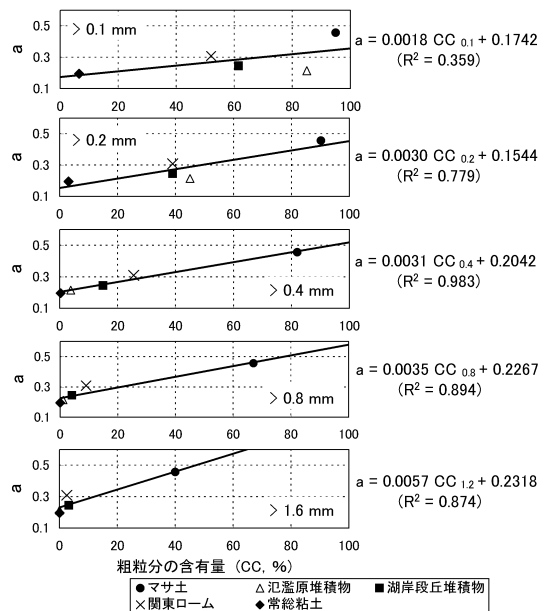 a
0.5
0.3
0.1
> 0.1 mm
0 20 40 60 80 100
a = 0.0018 CC 0.1 + 0.1742
（R2 = 0.359）
a
0.5
0.3
0.1
> 0.2 mm
0 20 40 60 80 100
a = 0.0030 CC 0.2 + 0.1544
（R2 = 0.779）
a
0.5
0.3
0.1
> 0.4 mm
0 20 40 60 80 100
a = 0.0031 CC 0.4 + 0.2042
（R2 = 0.983）
a
0.5
0.3
0.1
> 0.8 mm
0 20 40 60 80 100
a = 0.0035 CC 0.8 + 0.2267
（R2 = 0.894）
a
0.5
0.3
0.1
> 1.6 mm
0 20 40 60 80 100
a = 0.0057 CC 1.2 + 0.2318
（R2 = 0.874）
粗粒分の含有量（CC, %）
マサ土 氾濫原堆積物 湖岸段丘堆積物
関東ローム 常総粘土